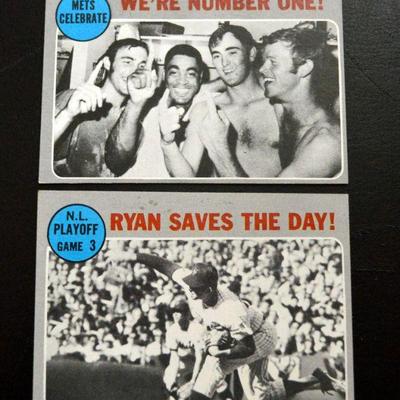 METS
CELEBRATE
WE'RE NUMBER ONE!
N.L.
PLAYOFF
GAME 3
RYAN SAVES THE DAY!